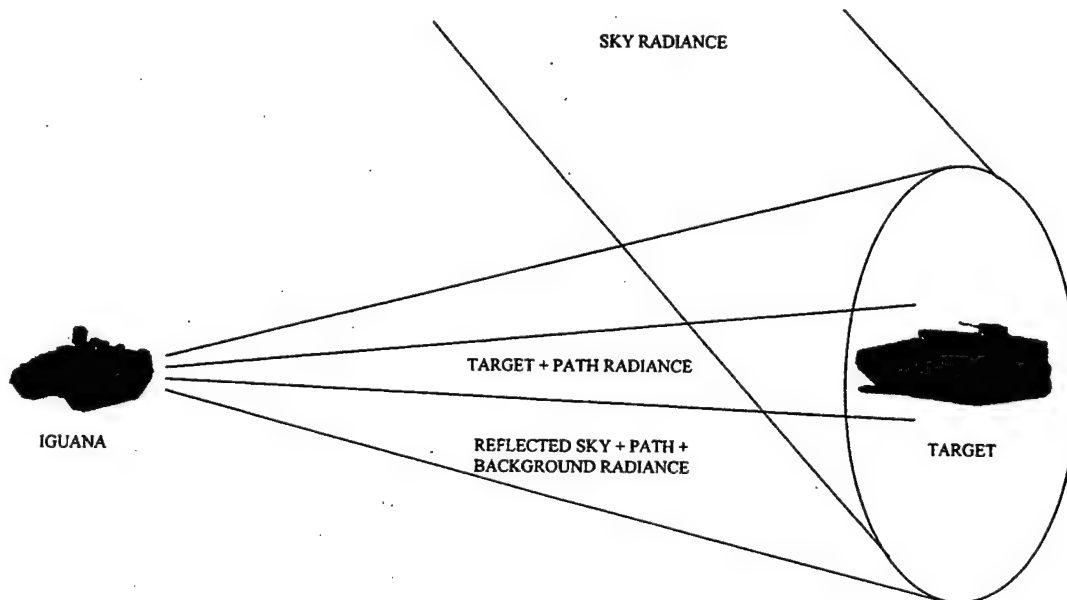 SKY RADIANCE
TARGET + PATH RADIANCE
IGUANA
REFLECTED SKY + PATH +
BACKGROUND RADIANCE
TARGET